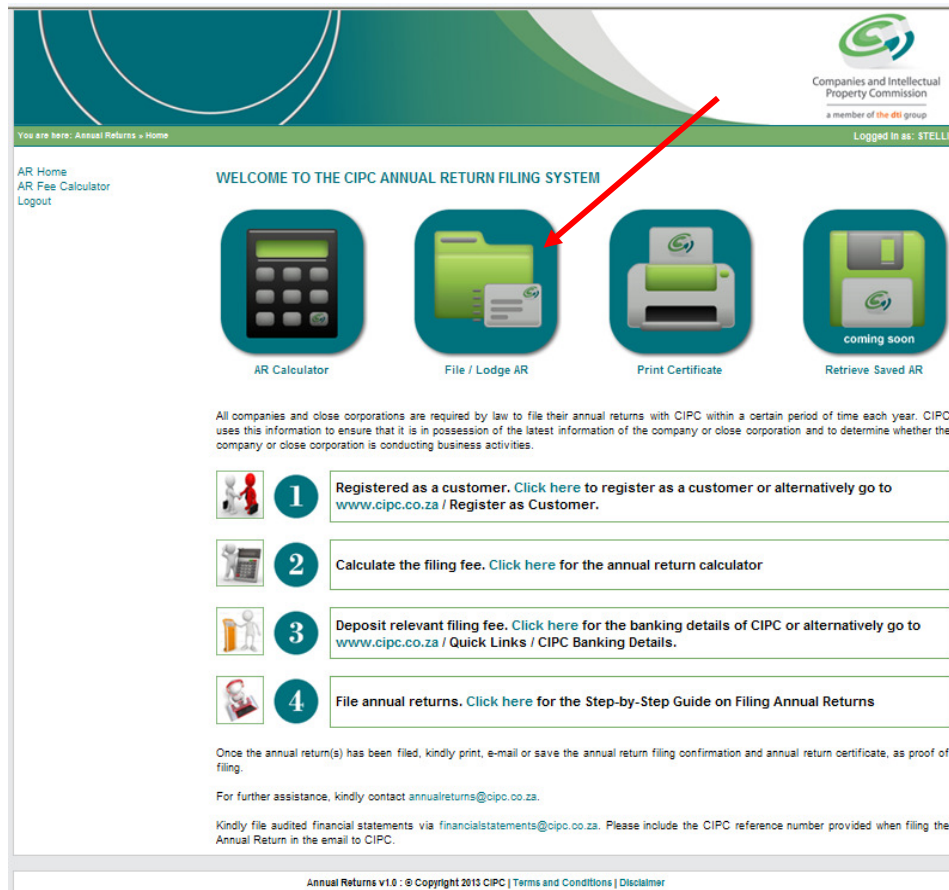 Companies and Intellectual
Property Commission
a member of the dti group
You are here: Annual Returns » Home
Logged in as: STELLI
AR Home
AR Fee Calculator
Logout
WELCOME TO THE CIPC ANNUAL RETURN FILING SYSTEM
coming soon
AR Calculator
File / Lodge AR
Print Certificate
Retrieve Saved AR
All companies and close corporations are required by law to file their annual returns with CIPC within a certain period of time each year. CIPC
uses this information to ensure that it is in possession of the latest information of the company or close corporation and to determine whether the
company or close corporation is conducting business activities.
1
Registered as a customer. Click here to register as a customer or alternatively go to
www.cipc.co.za / Register as Customer.
2
Calculate the filing fee. Click here for the annual return calculator
3
Deposit relevant filing fee. Click here for the banking details of CIPC or alternatively go to
www.cipc.co.za / Quick Links / CIPC Banking Details.
4
File annual returns. Click here for the Step-by-Step Guide on Filing Annual Returns
Once the annual return(s) has been filed, kindly print, e-mail or save the annual return filing confirmation and annual return certificate, as proof of
filing.
For further assistance, kindly contact annualreturns@cipc.co.za.
Kindly file audited financial statements via financialstatements@cipc.co.za. Please include the CIPC reference number provided when filing the
Annual Return in the email to CIPC.
Annual Returns v1.0 : © Copyright 2013 CIPC | Terms and Conditions | Disclaimer